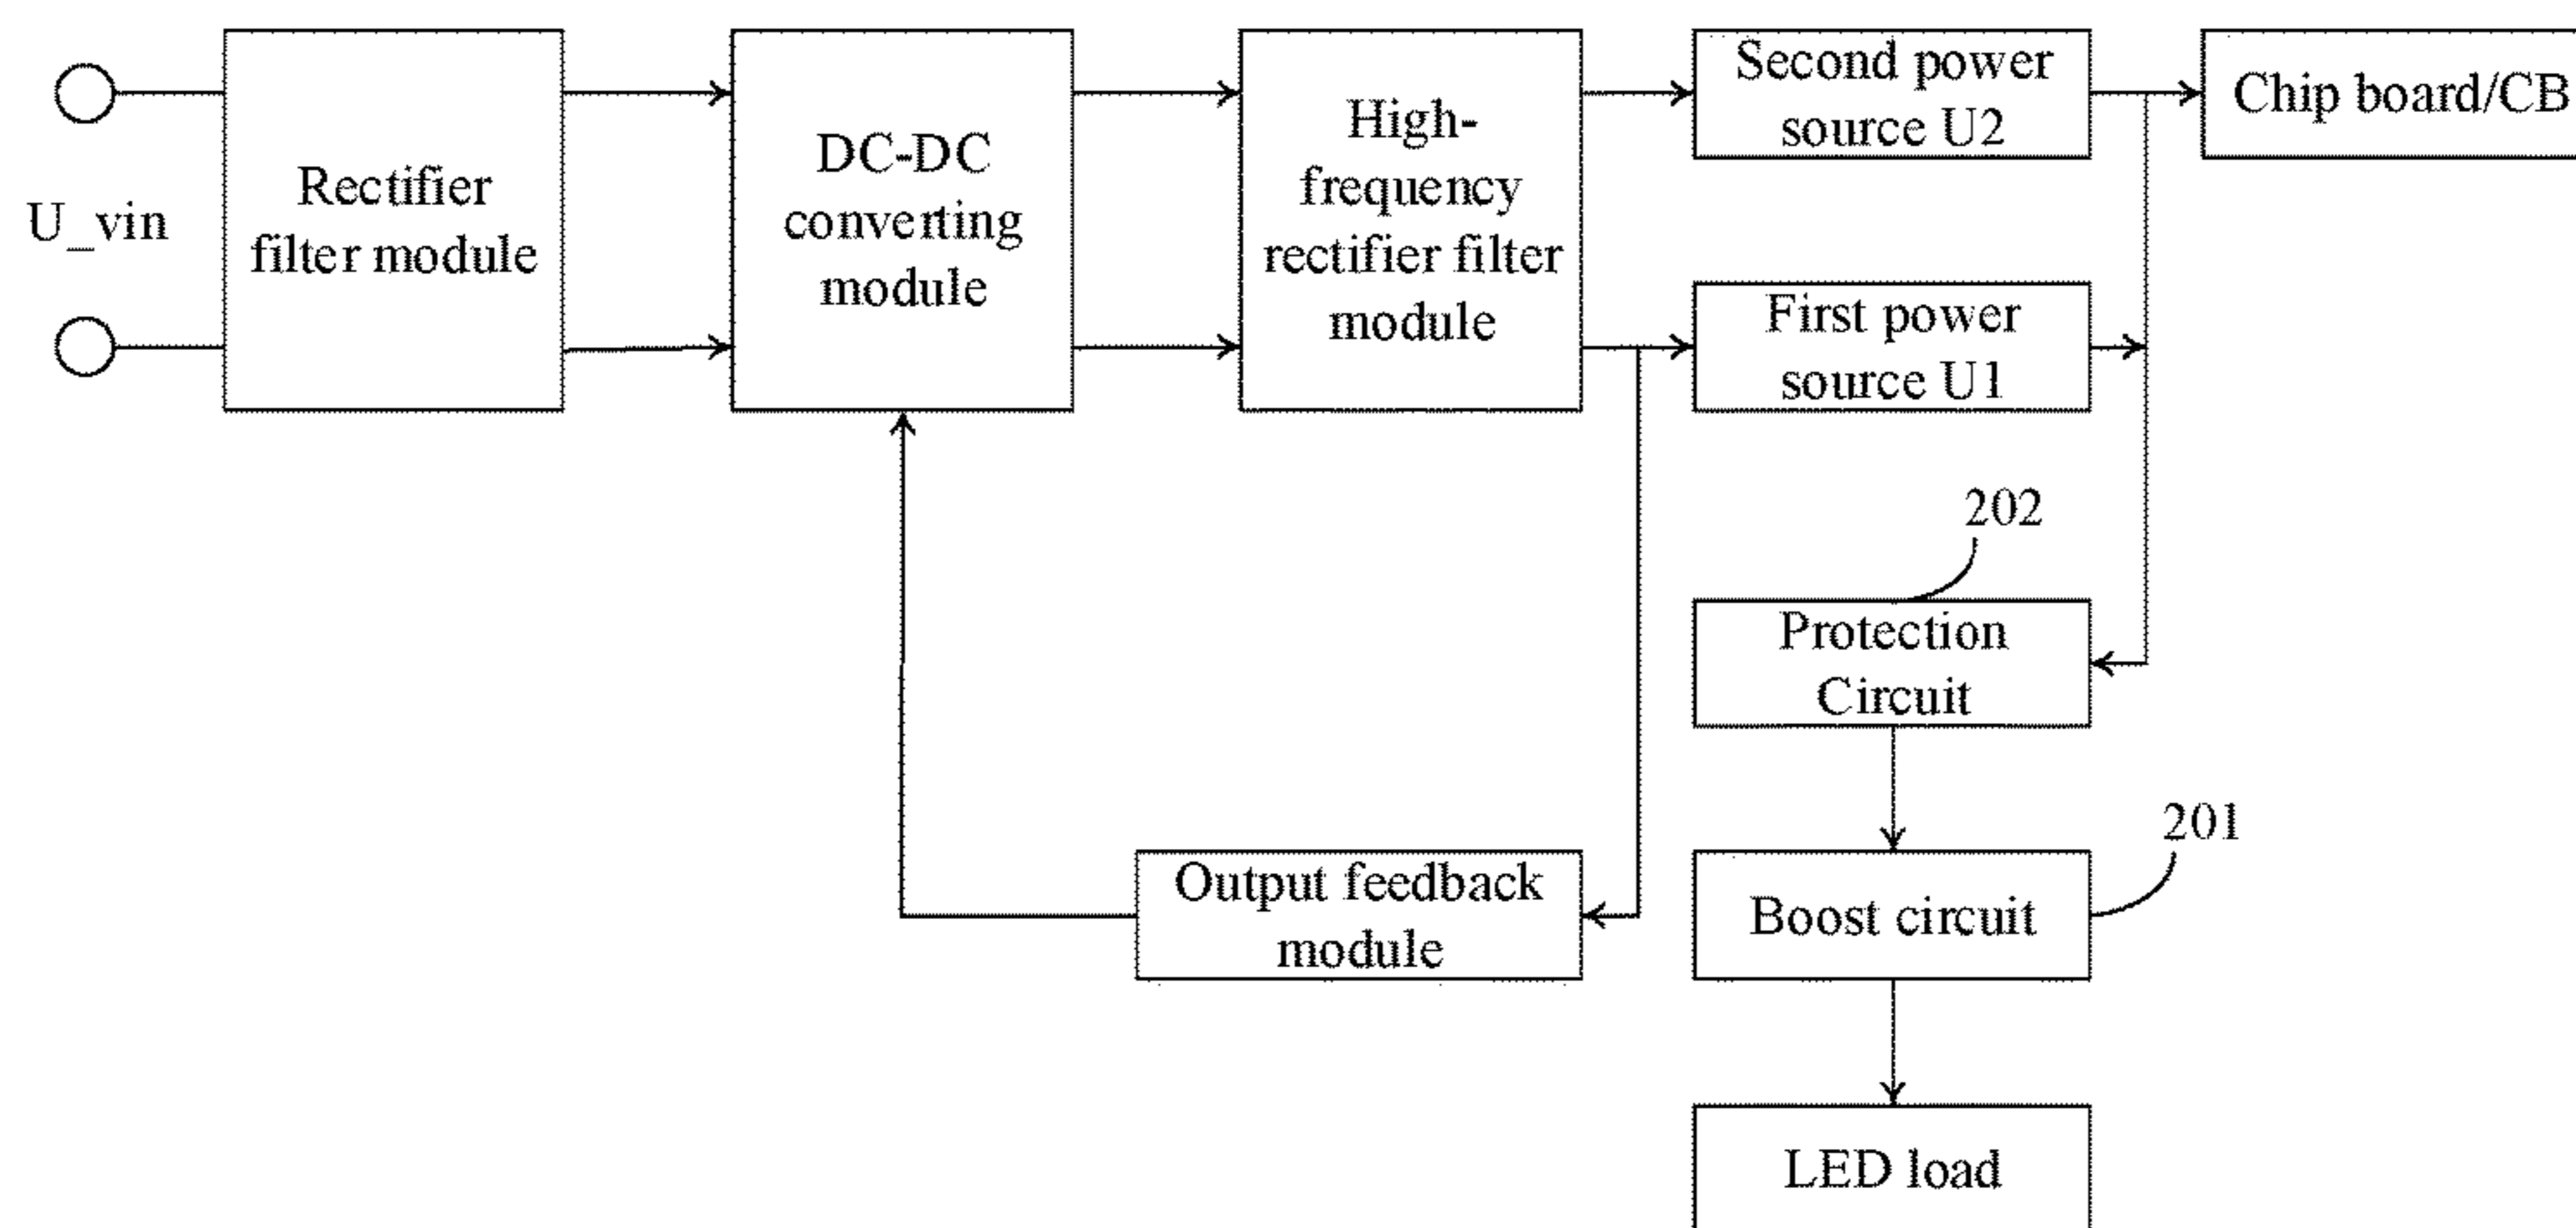 U_vin
Rectifier
filter module
DC-DC
converting
module
High-
frequency
rectifier filter
module
Second power
source U2
Chip board/CB
First power
source U1
202
Protection
Circuit
201
Boost circuit
Output feedback
module
LED load